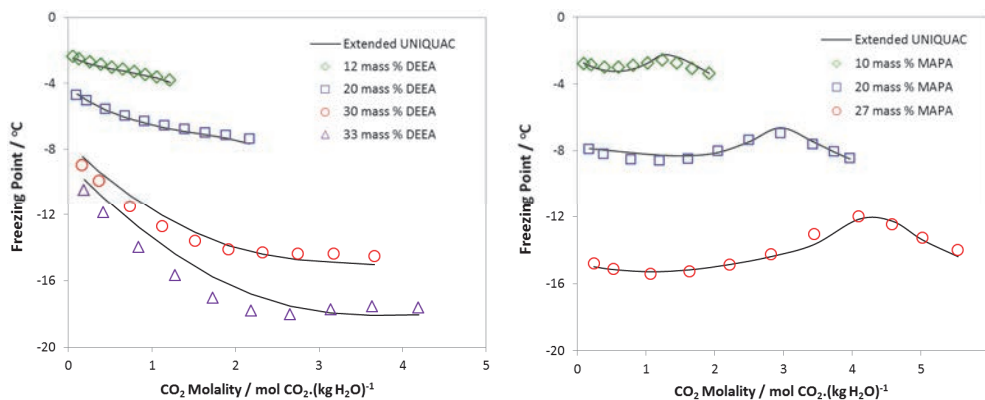 0
-4
-8
-12
-16
-20
0
1
2
3
4
5
Freezing Point / °C
CO2 Molality / mol CO2.(kg H2O)-1
Extended UNIQUAC
12 mass % DEEA
20 mass % DEEA
30 mass % DEEA
33 mass % DEEA
0
-4
-8
-12
-16
-20
0
1
2
3
4
5
Freezing Point / °C
CO2 Molality / mol CO2.(kg H2O)-1
Extended UNIQUAC
10 mass % MAPA
20 mass % MAPA
27 mass % MAPA